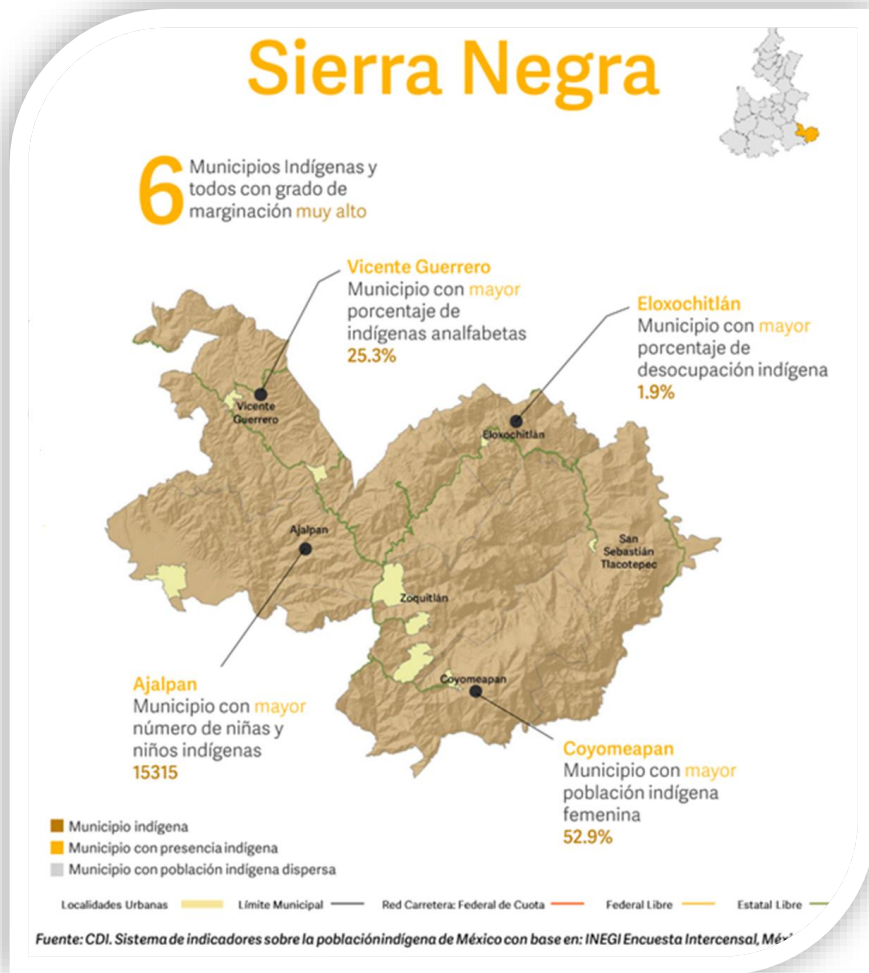 Sierra Negra
6
Municipios Indígenas y
todos con grado de
marginación muy alto
Vicente Guerrero
Municipio con mayor
porcentaje de
indígenas analfabetas
25.3%
Eloxochitlán
Municipio con mayor
porcentaje de
desocupación indígena
1.9%
Vicente
Guerrero
Eloxochitlán
Ajalpan
San
Sebastián
Tlacotepec
Zoquitlán
Coyomeapan
Ajalpan
Municipio con mayor
número de niñas y
niños indígenas
15315
Coyomeapan
Municipio con mayor
población indígena
femenina
52.9%
Municipio indígena
Municipio con presencia indígena
Municipio con población indígena dispersa
Localidades Urbanas Límite Municipal Red Carretera: Federal de Cuota Federal Libre Estatal Libre
Fuente: CDI. Sistema de indicadores sobre la poblaciónindígena de México con base en: INEGI Encuesta Intercensal,